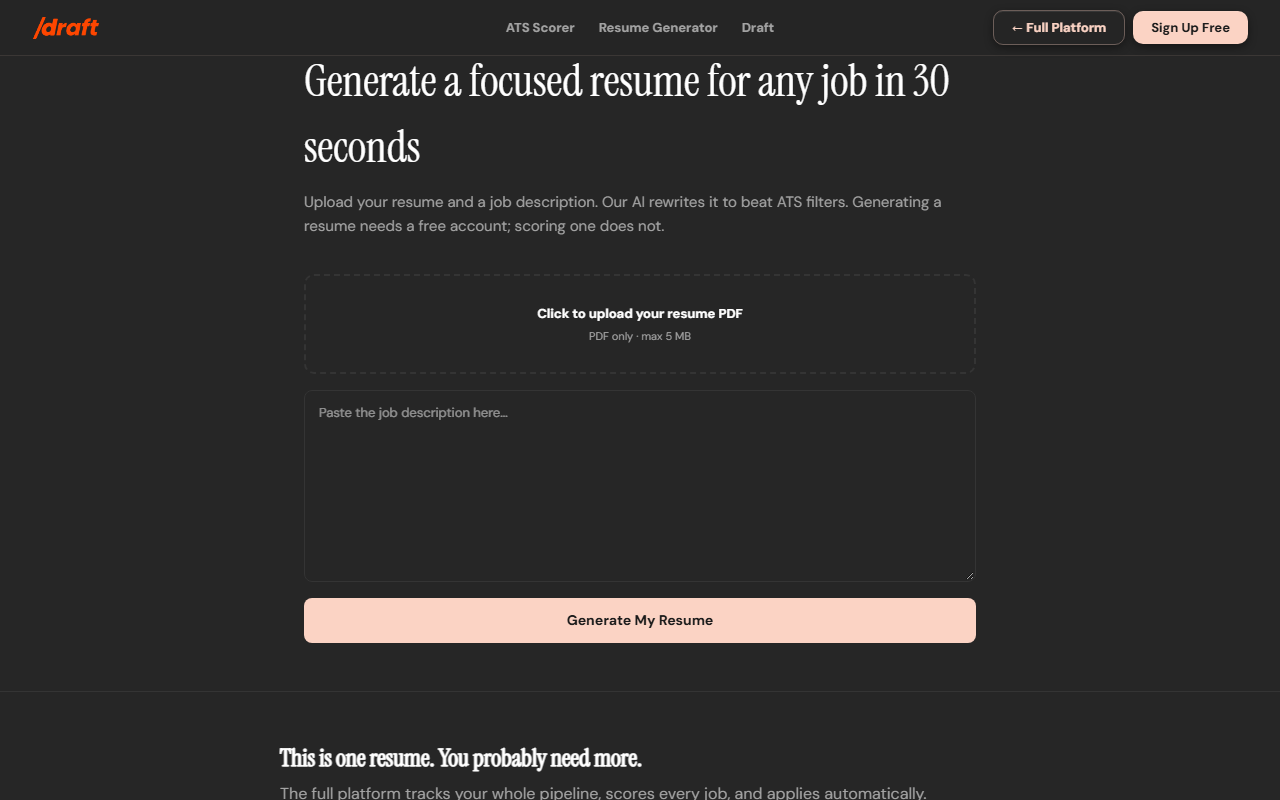 /draft
ATS Scorer
Resume Generator
Draft
← Full Platform
Sign Up Free
Generate a focused resume for any job in 30
seconds
Upload your resume and a job description. Our AI rewrites it to beat ATS filters. Generating a
resume needs a free account; scoring one does not.
Click to upload your resume PDF
PDF only · max 5 MB
Paste the job description here...
Generate My Resume
This is one resume. You probably need more.
The full platform tracks your whole pipeline, scores every job, and applies automatically.